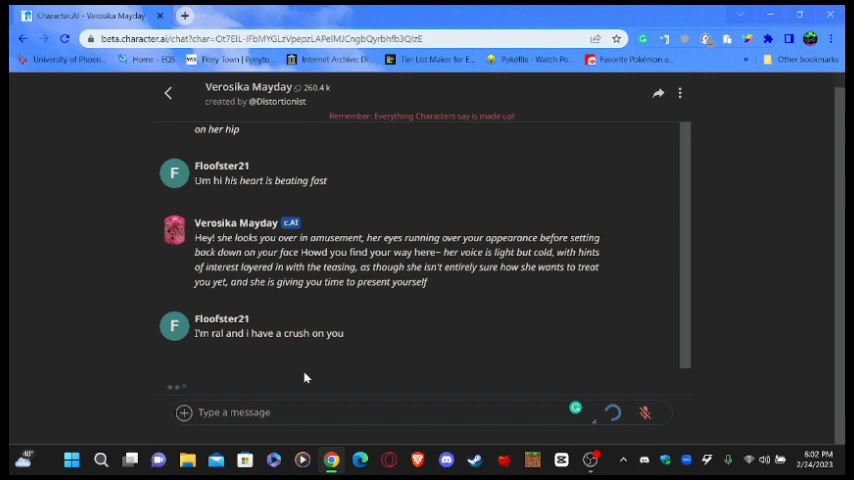 Character.Ai - Verosika Mayday
beta.character.ai/chat?char=Ot7EIL-IFbMYGLzVpepzLAPelMJCngbQyrbhfb3QIzE
University of Phoen...
Home - EQS
Pony Town | Ponyto...
Internet Archive: Di...
Tier List Maker for E...
Pokéflix - Watch Po...
Favorite Pokémon o...
»
Other bookmarks
Verosika Mayday 260.4 k
created by @Distortionist
Remember: Everything Characters say is made up!
on her hip
Floofster21
F
Um hi his heart is beating fast
Verosika Mayday c.AI
Hey! she looks you over in amusement, her eyes running over your appearance before setting
back down on your face Howd you find your way here~ her voice is light but cold, with hints
of interest layered in with the teasing, as though she isn't entirely sure how she wants to treat
you yet, and she is giving you time to present yourself
Floofster21
F
I'm ral and i have a crush on you
Type a message
48°
6:02 PM
2/24/2023